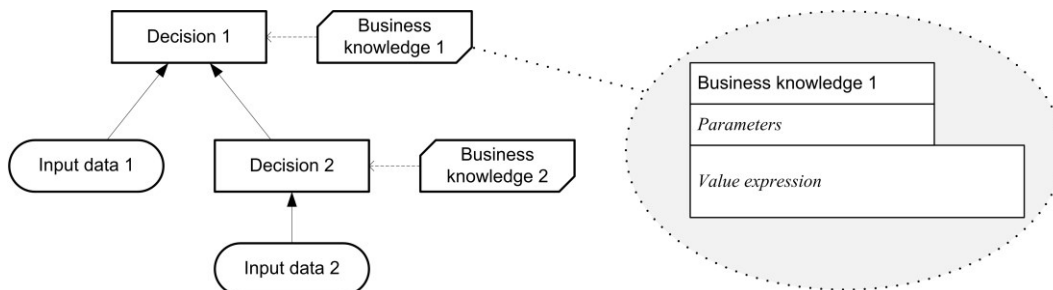 Decision 1
Business
knowledge 1
Business knowledge 1
Parameters
Input data 1
Decision 2
Business
knowledge 2
Value expression
Input data 2